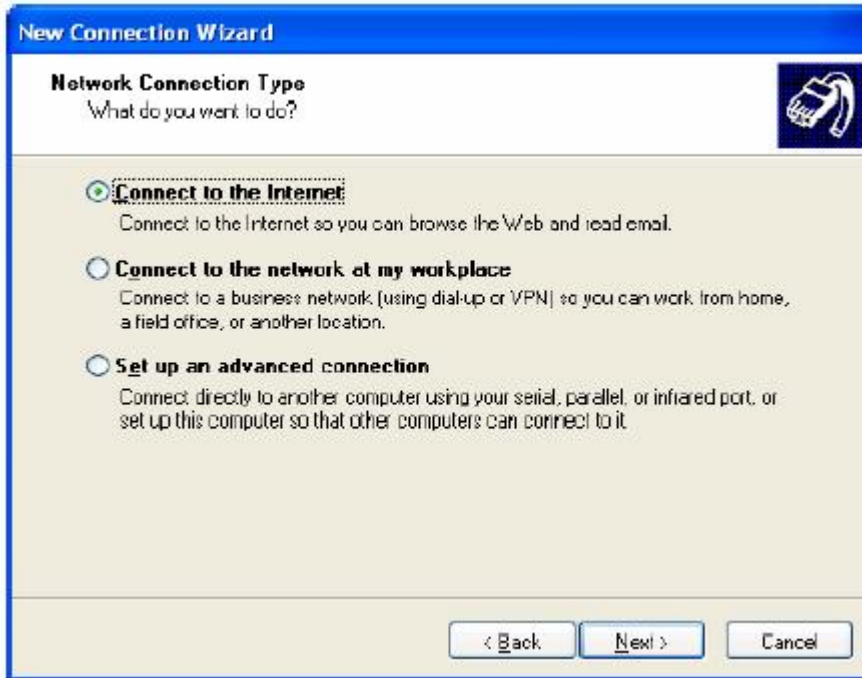 New Connection Wizard
Network Connection Type
What do you want to do?
Connect to the Internet
Connect to the Internet so you can browse the Web and read email.
Connect to the network at my workplace
Connect to a business network (using dial-up or VPN) so you can work from home,
a field office, or another location.
Set up an advanced connection
Connect directly to another computer using your serial, parallel, or infrared port, or
set up this computer so that other computers can connect to it.
< Back Next > Cancel